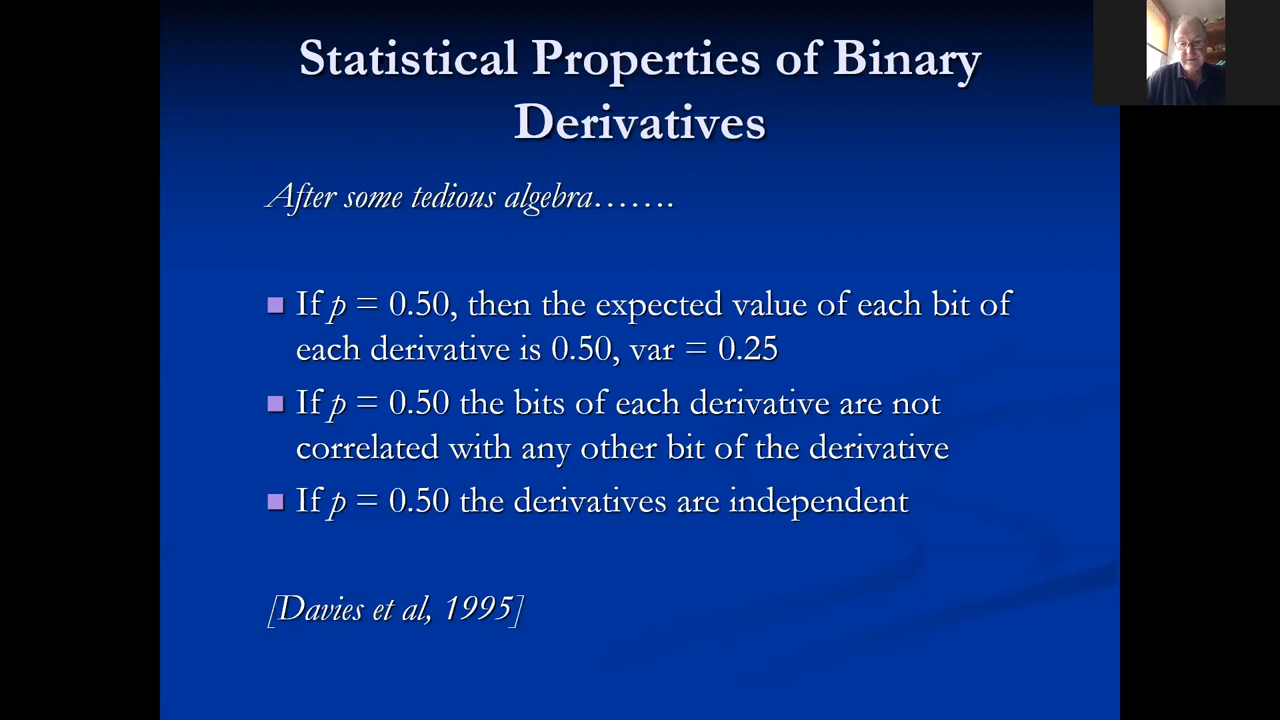 Statistical Properties of Binary
Derivatives
After some tedious algebra…….
If p = 0.50, then the expected value of each bit of
each derivative is 0.50, var = 0.25
If p = 0.50 the bits of each derivative are not
correlated with any other bit of the derivative
If p = 0.50 the derivatives are independent
[Davies et al, 1995]